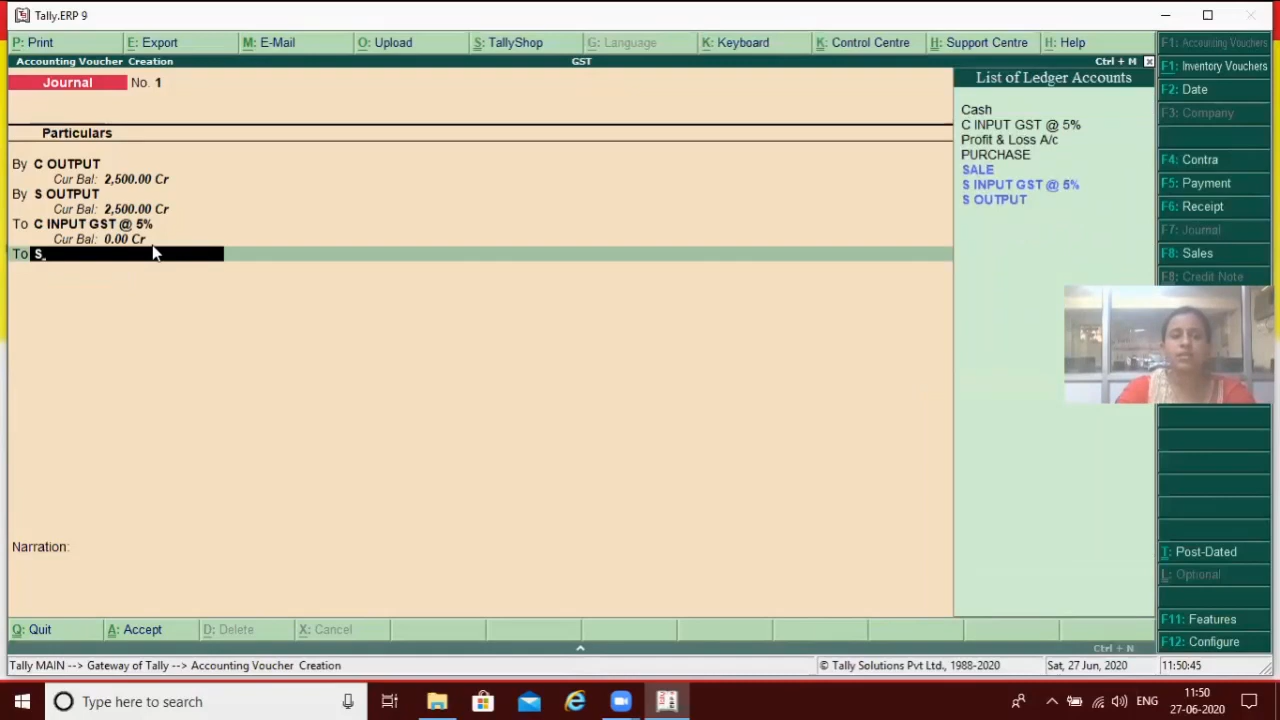 Tally.ERP 9
P: Print E: Export M: E-Mail O: Upload S: TallyShop G: Language K: Keyboard K: Control Centre H: Support Centre H: Help
F1: Accounting Vouchers
Accounting Voucher Creation GST Ctrl + M
F1: Inventory Vouchers
Journal No. 1
List of Ledger Accounts
F2: Date
F3: Company
Particulars
Cash
C INPUT GST @ 5%
Profit & Loss A/c
PURCHASE
SALE
S INPUT GST @ 5%
S OUTPUT
By C OUTPUT
Cur Bal: 2,500.00 Cr
By S OUTPUT
Cur Bal: 2,500.00 Cr
To C INPUT GST @ 5%
Cur Bal: 0.00 Cr
To S
F4: Contra
F5: Payment
F6: Receipt
F7: Journal
F8: Sales
F8: Credit Note
Narration:
T: Post-Dated
L: Optional
F11: Features
F12: Configure
Q: Quit A: Accept D: Delete X: Cancel
Ctrl + N
Tally MAIN --> Gateway of Tally --> Accounting Voucher Creation © Tally Solutions Pvt Ltd., 1988-2020 Sat, 27 Jun, 2020 11:50:45
Type here to search
ENG
11:50
27-06-2020